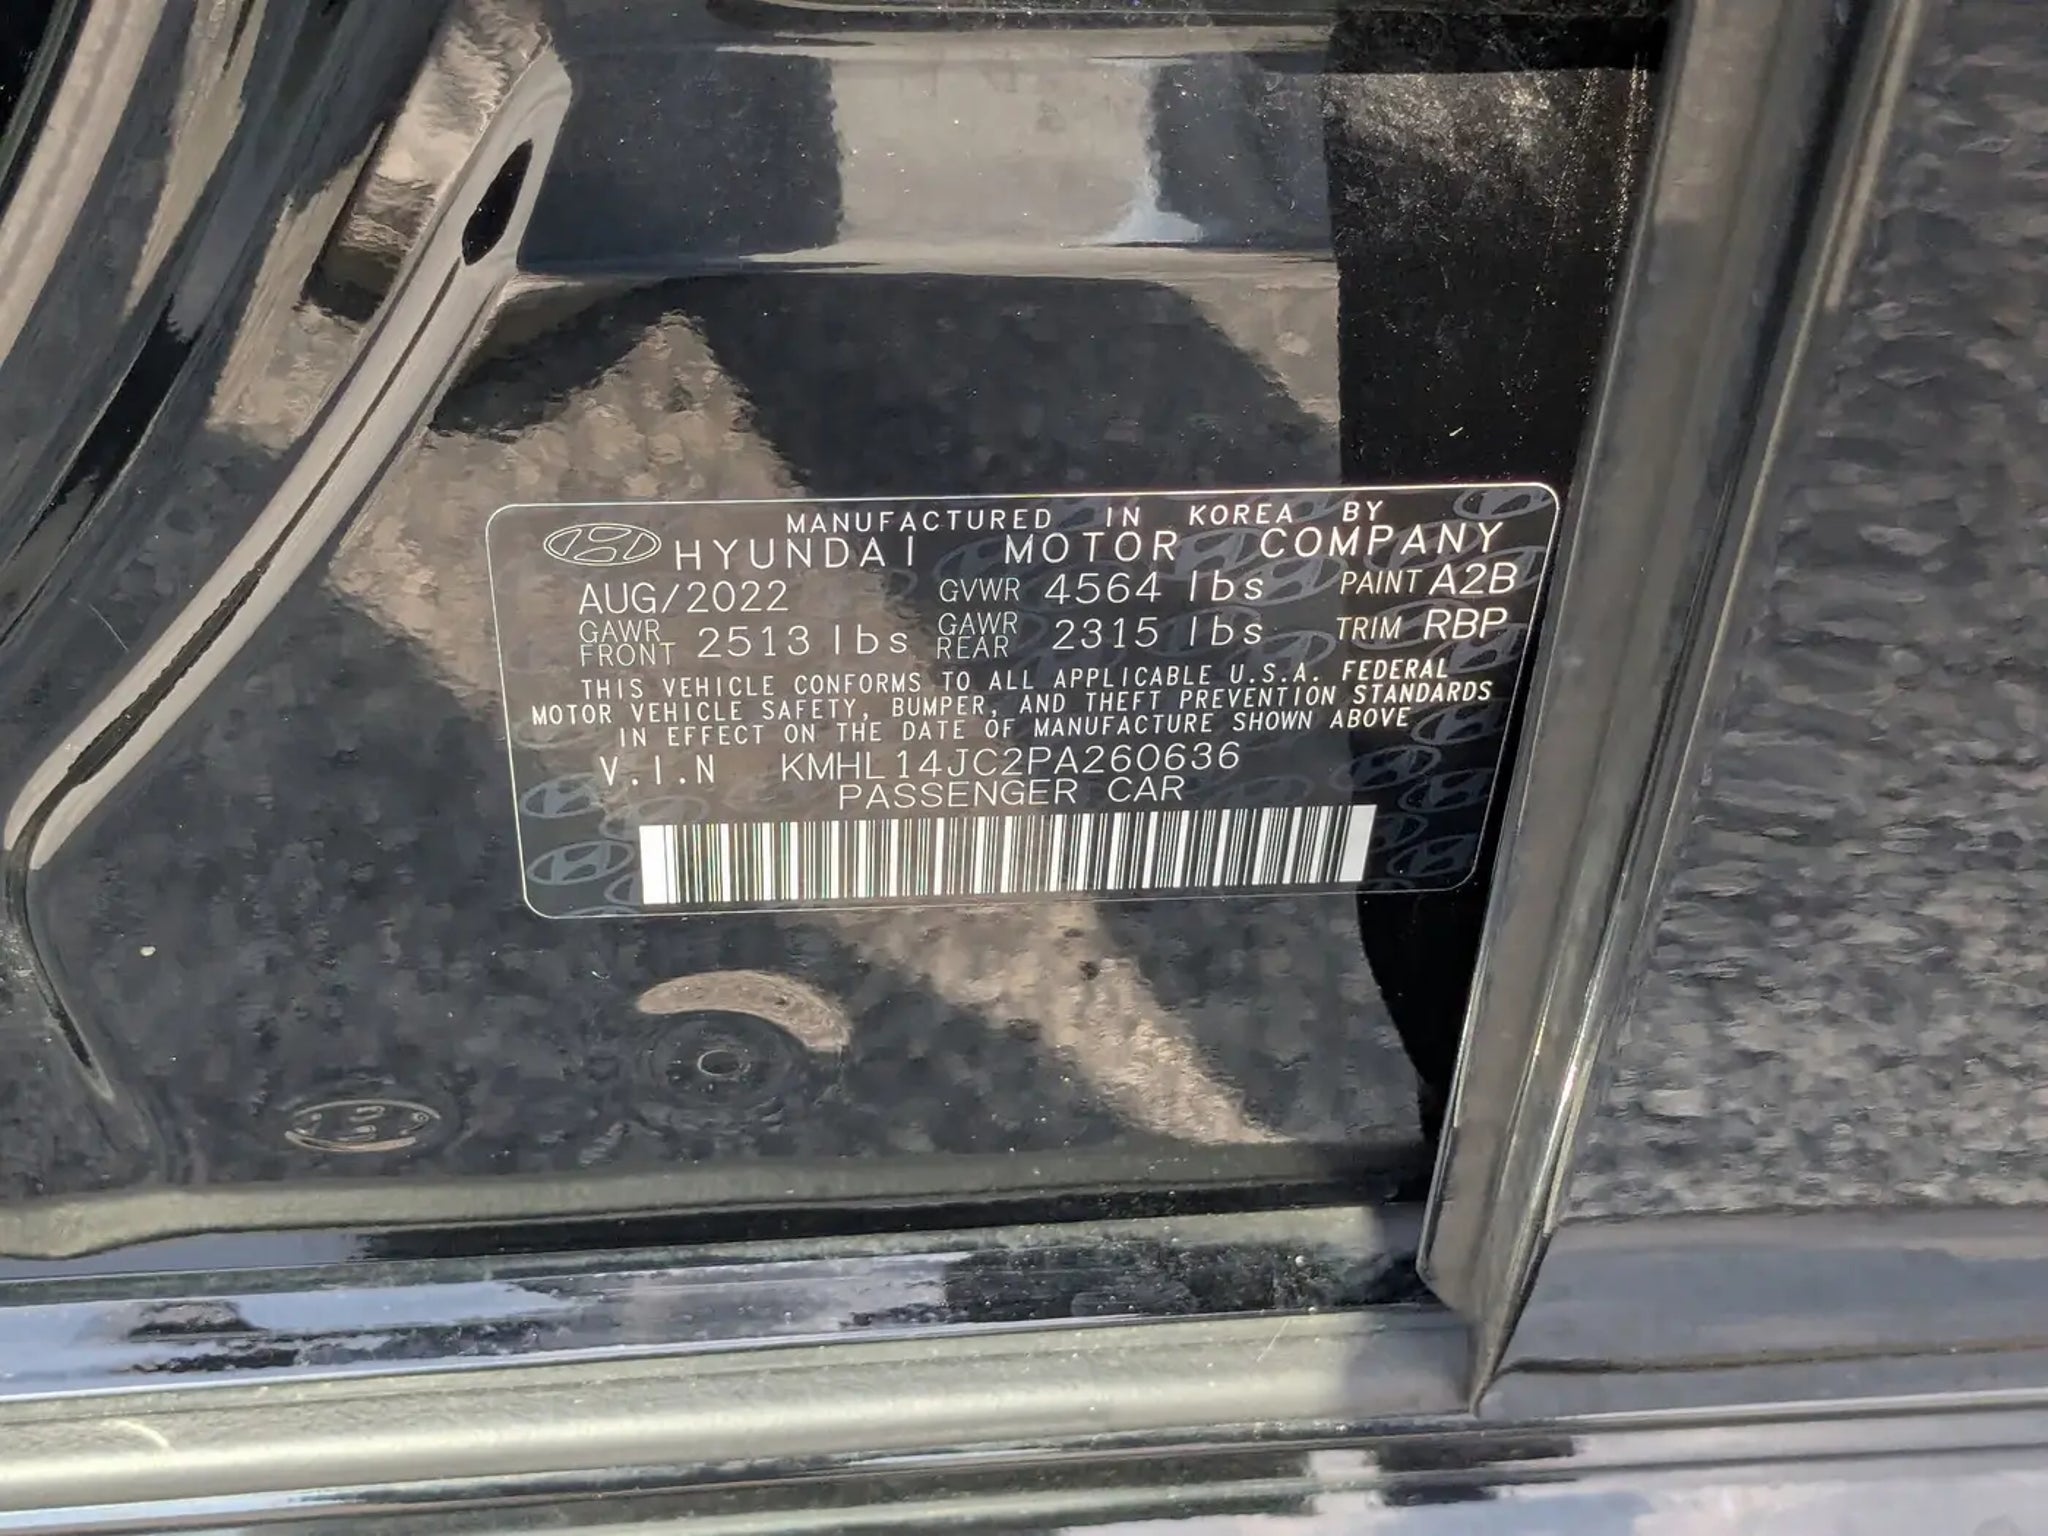 MANUFACTURED IN KOREA BY
HYUNDAI MOTOR COMPANY
AUG/2022 GVWR 4564 lbs PAINT A2B
GAWR FRONT 2513 lbs GAWR REAR 2315 lbs TRIM RBP
THIS VEHICLE CONFORMS TO ALL APPLICABLE U.S.A. FEDERAL
MOTOR VEHICLE SAFETY, BUMPER, AND THEFT PREVENTION STANDARDS
IN EFFECT ON THE DATE OF MANUFACTURE SHOWN ABOVE
V.I.N KMHL14JC2PA260636
PASSENGER CAR